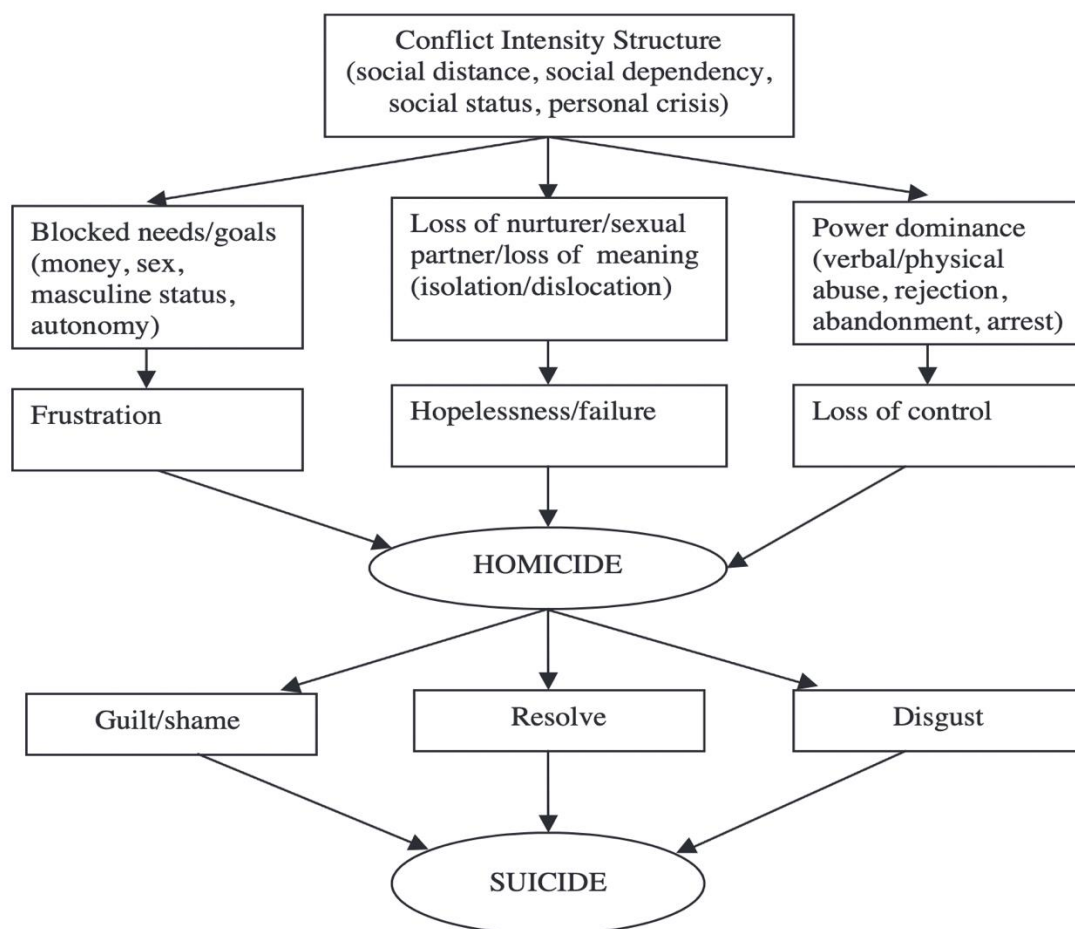 Conflict Intensity Structure
(social distance, social dependency,
social status, personal crisis)
Blocked needs/goals
(money, sex,
masculine status,
autonomy)
Loss of nurturer/sexual
partner/loss of meaning
(isolation/dislocation)
Power dominance
(verbal/physical
abuse, rejection,
abandonment, arrest)
Frustration
Hopelessness/failure
Loss of control
HOMICIDE
Guilt/shame
Resolve
Disgust
SUICIDE